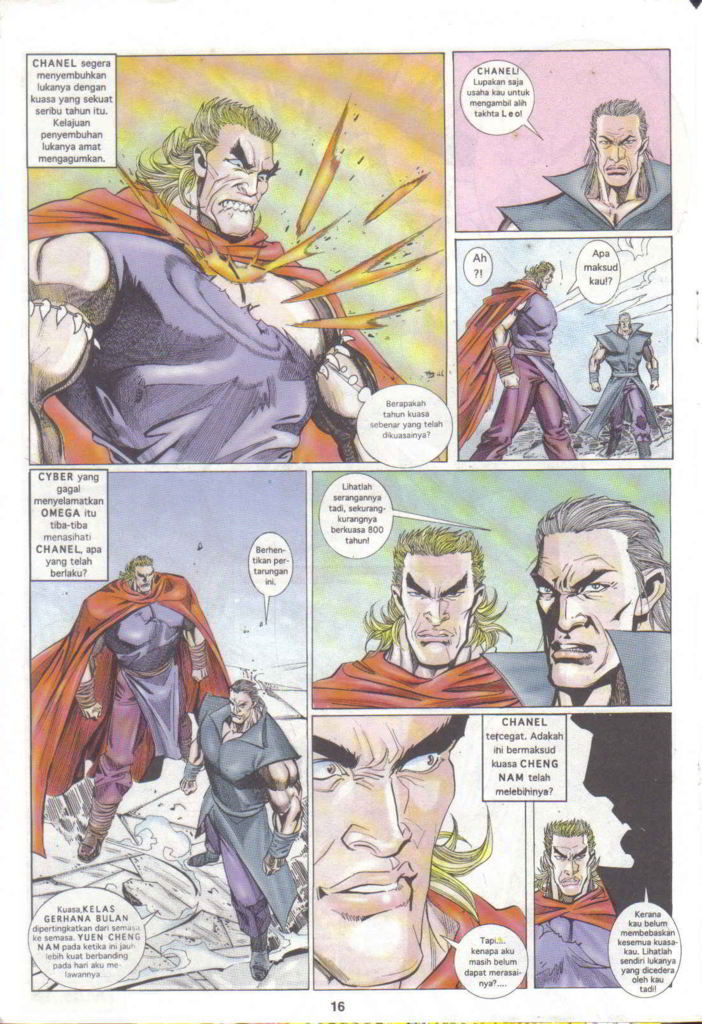 CHANEL segera
menyembuhkan
lukanya dengan
kuasa yang sekuat
seribu tahun itu.
Kelajuan
penyembuhan
lukanya amat
mengagumkan.
Berapakah
tahun kuasa
sebenar yang telah
dikuasainya?
CHANEL!
Lupakan saja
usaha kau untuk
mengambil alih
takhta Leo!
Ah
?!
Apa
maksud
kau!?
CYBER yang
gagal
menyelamatkan
OMEGA itu
tiba-tiba
menasihati
CHANEL, apa
yang telah
berlaku?
Berhen-
tikan per-
tarungan
ini.
Kuasa KELAS
GERHANA BULAN
dipertingkatkan dari semasa
ke semasa. YUEN CHENG
NAM pada ketika ini jauh
lebih kuat berbanding
pada hari aku me-
lawannya...
Lihatlah
serangannya
tadi, sekurang-
kurangnya
berkuasa 800
tahun!
CHANEL
tercegat. Adakah
ini bermaksud
kuasa CHENG
NAM telah
melebihinya?
Tapi...
kenapa aku
masih belum
dapat merasai-
nya?....
Kerana
kau belum
membebaskan
kesemua kuasa-
kau. Lihatlah
sendiri lukanya
yang dicedera
oleh kau
tadi!
16